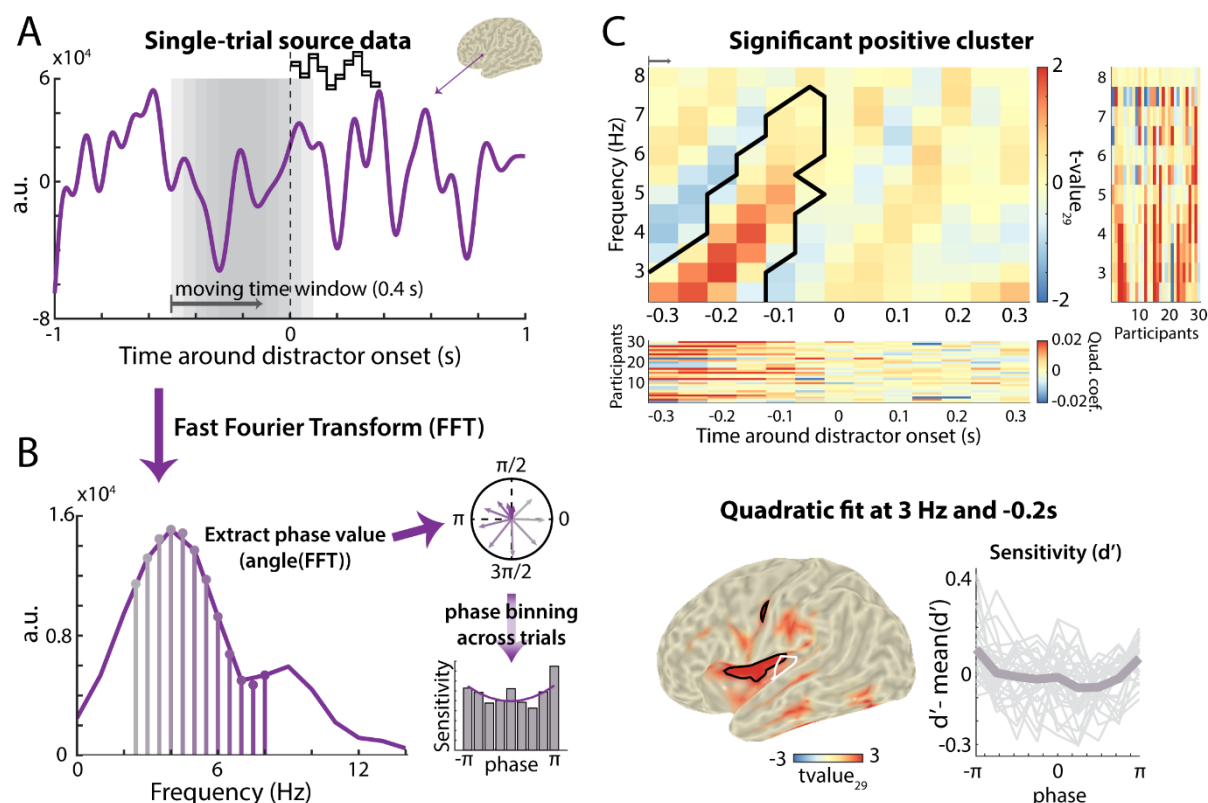 A
Single-trial source data
x10⁴
6
0
-8
a.u.
moving time window (0.4 s)
-1
0
1
Time around distractor onset (s)
Fast Fourier Transform (FFT)
B
x10⁴
1.6
0.8
0
a.u.
Extract phase value
(angle(FFT))
π/2
π
0
3π/2
phase binning
across trials
Sensitivity
-π
phase
π
0
6
12
Frequency (Hz)
C
Significant positive cluster
8
7
6
5
4
3
Frequency (Hz)
-0.3
-0.2
-0.1
0
0.1
0.2
0.3
2
0
-2
t-value₂₉
8
7
6
5
4
3
10
20
30
Participants
Participants
30
20
10
-0.3
-0.2
-0.1
0
0.1
0.2
0.3
Time around distractor onset (s)
0.02
0
-0.02
Quad. coef.
Quadratic fit at 3 Hz and -0.2s
-3
3
tvalue₂₉
Sensitivity (d')
0.4
0
-0.3
d'- mean(d')
-π
0
π
phase